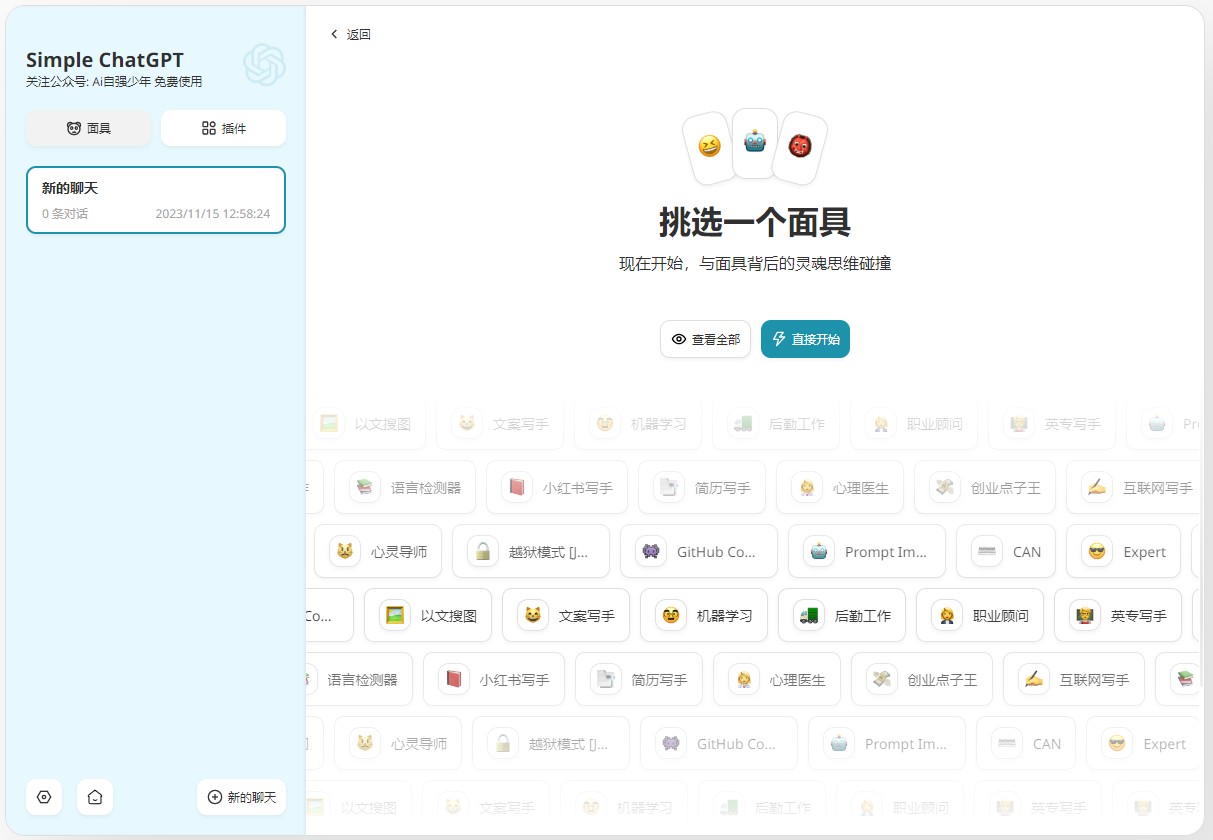 Simple ChatGPT
关注公众号: Ai自强少年 免费使用
面具
插件
新的聊天
0 条对话
2023/11/15 12:58:24
新的聊天
返回
挑选一个面具
现在开始，与面具背后的灵魂思维碰撞
查看全部
直接开始
以文搜图 文案写手 机器学习 后勤工作 职业顾问 英专写手
语言检测器 小红书写手 简历写手 心理医生 创业点子王 互联网写手
心灵导师 越狱模式 [J... GitHub Co... Prompt Im... CAN Expert
Co... 以文搜图 文案写手 机器学习 后勤工作 职业顾问 英专写手
语言检测器 小红书写手 简历写手 心理医生 创业点子王 互联网写手
心灵导师 越狱模式 [J... GitHub Co... Prompt Im... CAN Expert
以文搜图 文案写手 机器学习 后勤工作 职业顾问 英专写手 英专